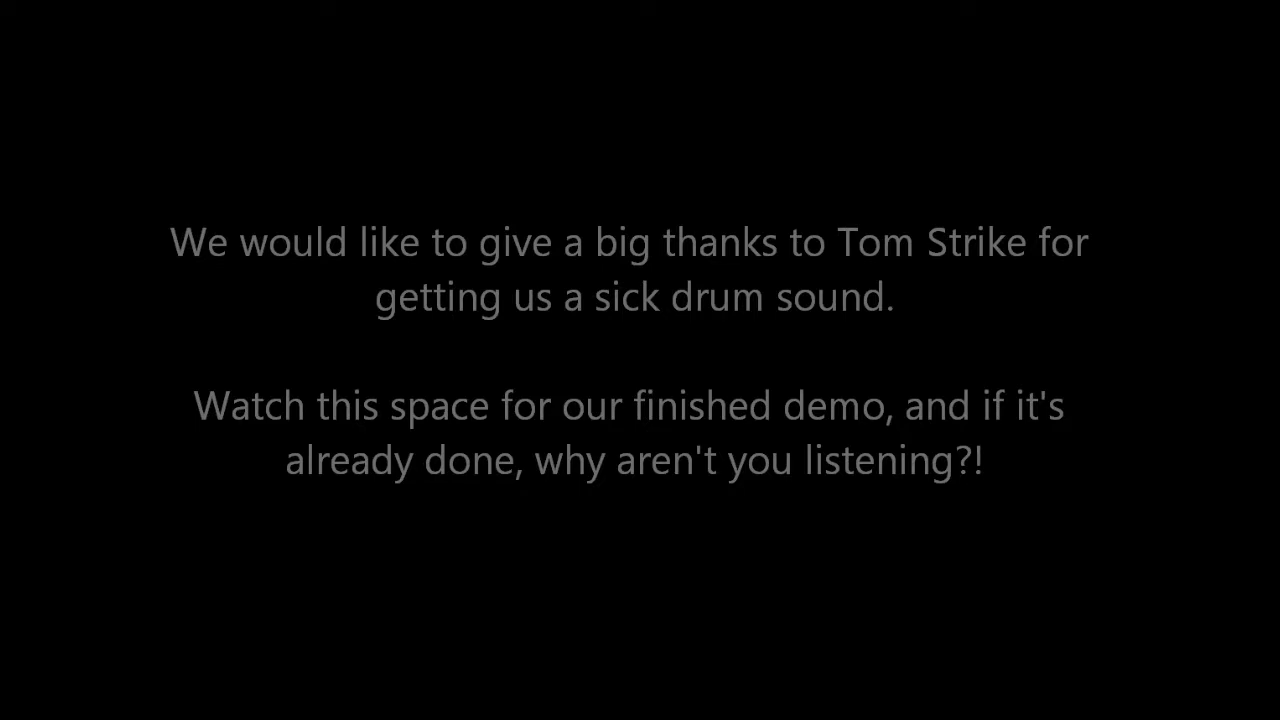 We would like to give a big thanks to Tom Strike for
getting us a sick drum sound.
Watch this space for our finished demo, and if it's
already done, why aren't you listening?!